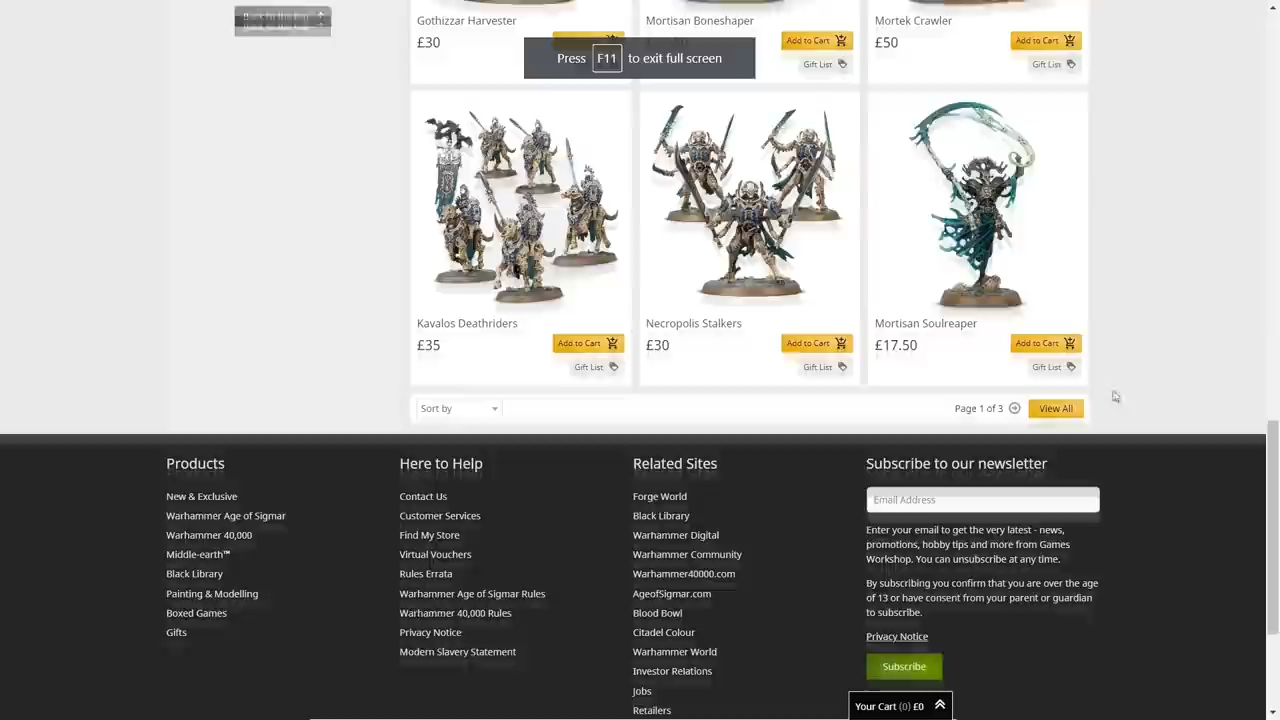 Gothizzar Harvester
Mortisan Boneshaper
Mortek Crawler
£30
£50
Add to Cart
Add to Cart
Gift List
Gift List
Press F11 to exit full screen
Kavalos Deathriders
Necropolis Stalkers
Mortisan Soulreaper
£35
Add to Cart
£30
Add to Cart
£17.50
Add to Cart
Gift List
Gift List
Gift List
Sort by
Page 1 of 3
View All
Products
New & Exclusive
Warhammer Age of Sigmar
Warhammer 40,000
Middle-earth™
Black Library
Painting & Modelling
Boxed Games
Gifts
Here to Help
Contact Us
Customer Services
Find My Store
Virtual Vouchers
Rules Errata
Warhammer Age of Sigmar Rules
Warhammer 40,000 Rules
Privacy Notice
Modern Slavery Statement
Related Sites
Forge World
Black Library
Warhammer Digital
Warhammer Community
Warhammer40000.com
AgeofSigmar.com
Blood Bowl
Citadel Colour
Warhammer World
Investor Relations
Jobs
Retailers
Subscribe to our newsletter
Email Address
Enter your email to get the very latest - news,
promotions, hobby tips and more from Games
Workshop. You can unsubscribe at any time.
By subscribing you confirm that you are over the age
of 13 or have consent from your parent or guardian
to subscribe.
Privacy Notice
Subscribe
Your Cart (0) £0